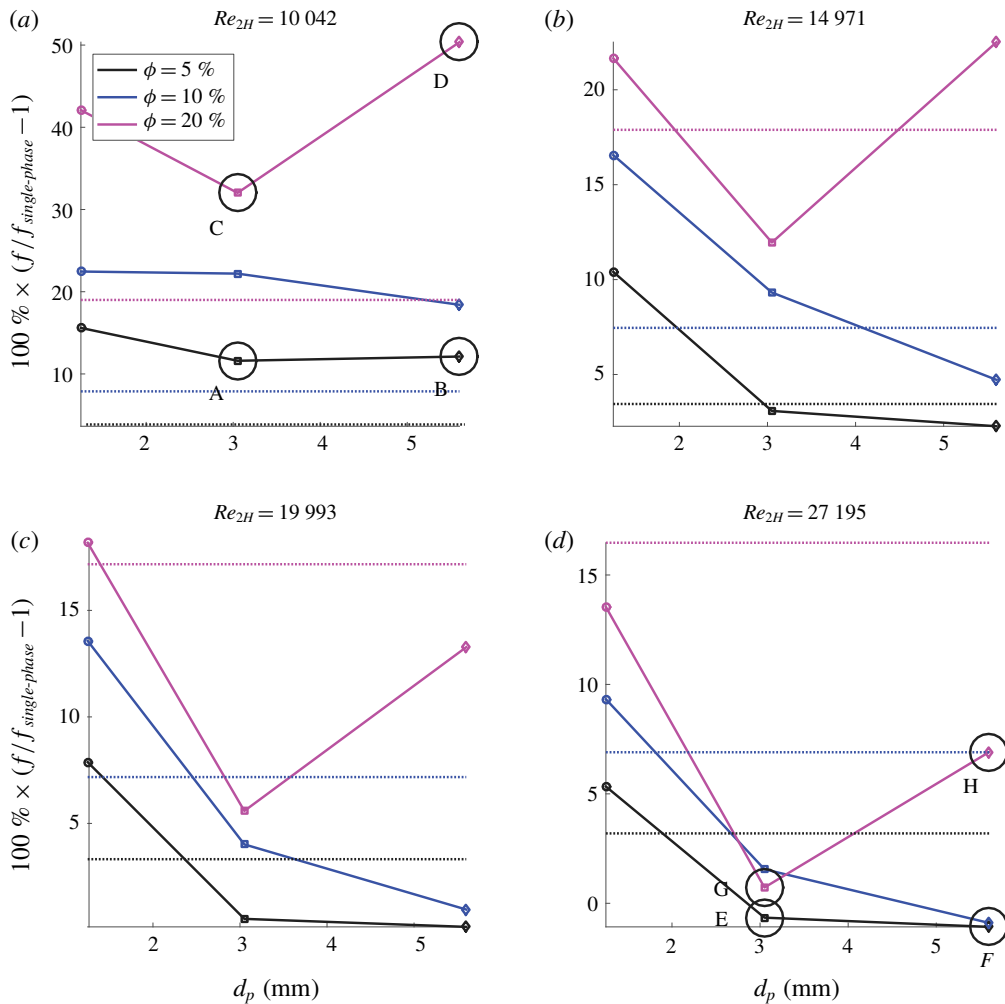 (a) Re2H = 10 042
50
40
30
20
10
2 3 4 5
100 % × (f/fsingle-phase − 1)
ϕ = 5 %
ϕ = 10 %
ϕ = 20 %
A
B
C
D
(b) Re2H = 14 971
20
15
10
5
2 3 4 5
(c) Re2H = 19 993
15
10
5
2 3 4 5
100 % × (f/fsingle-phase − 1)
dp (mm)
(d) Re2H = 27 195
15
10
5
0
2 3 4 5
H
G
E
F
dp (mm)